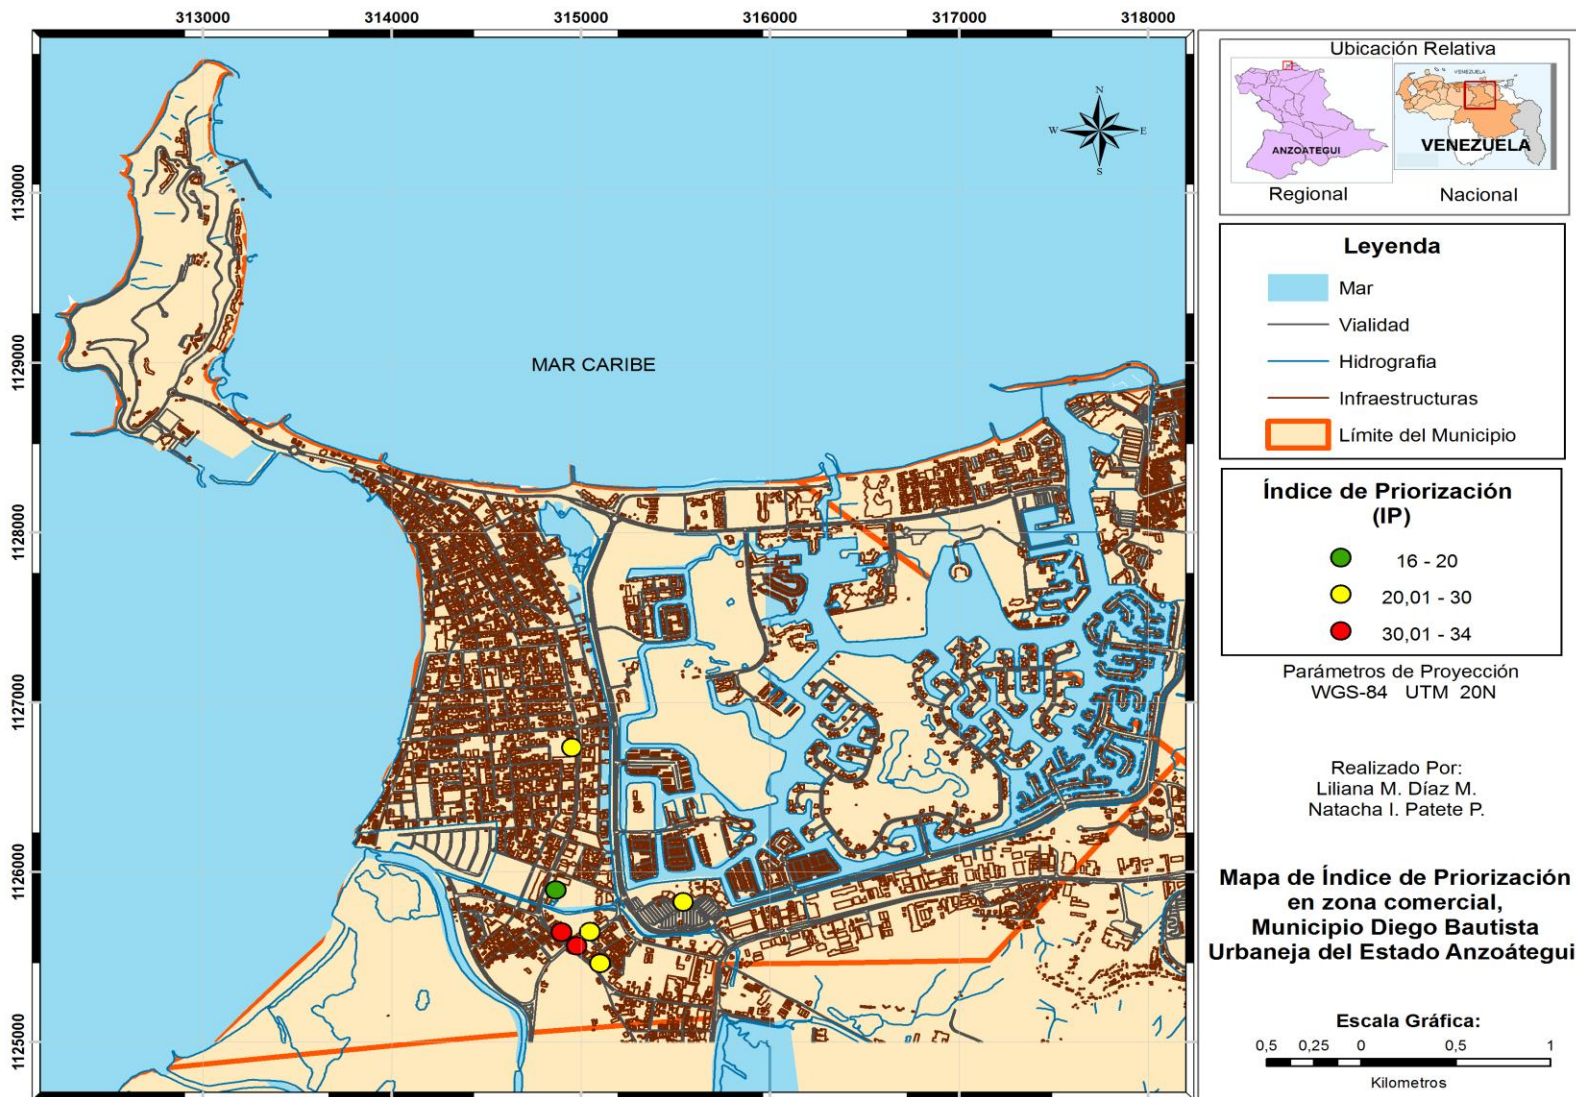 313000
314000
315000
316000
317000
318000
1130000
1129000
1128000
1127000
1126000
1125000
N
W
E
S
MAR CARIBE
Ubicación Relativa
ANZOATEGUI
VENEZUELA
VENEZUELA
Regional
Nacional
Leyenda
Mar
Vialidad
Hidrografia
Infraestructuras
Límite del Municipio
Índice de Priorización
(IP)
16 - 20
20,01 - 30
30,01 - 34
Parámetros de Proyección
WGS-84 UTM 20N
Realizado Por:
Liliana M. Díaz M.
Natacha I. Patete P.
Mapa de Índice de Priorización
en zona comercial,
Municipio Diego Bautista
Urbaneja del Estado Anzoátegui
Escala Gráfica:
0,5 0,25 0 0,5 1
Kilometros